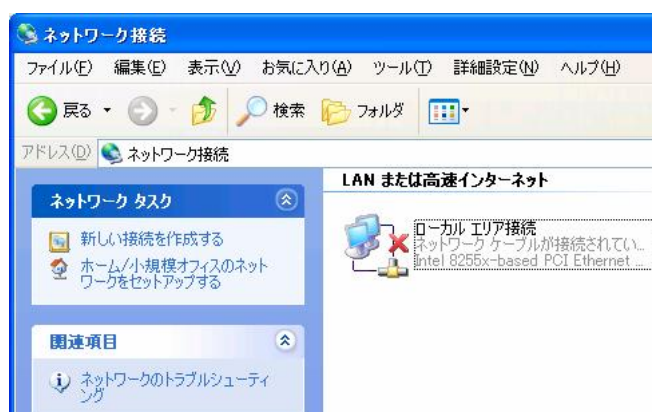 ネットワーク接続
ファイル(F) 編集(E) 表示(V) お気に入り(A) ツール(T) 詳細設定(N) ヘルプ(H)
戻る 検索 フォルダ
アドレス(D) ネットワーク接続
LAN または高速インターネット
ネットワーク タスク
新しい接続を作成する
ホーム/小規模オフィスのネット
ワークをセットアップする
ローカル エリア接続
ネットワーク ケーブルが接続されてい...
Intel 8255x-based PCI Ethernet ...
関連項目
ネットワークのトラブルシューティ
ング